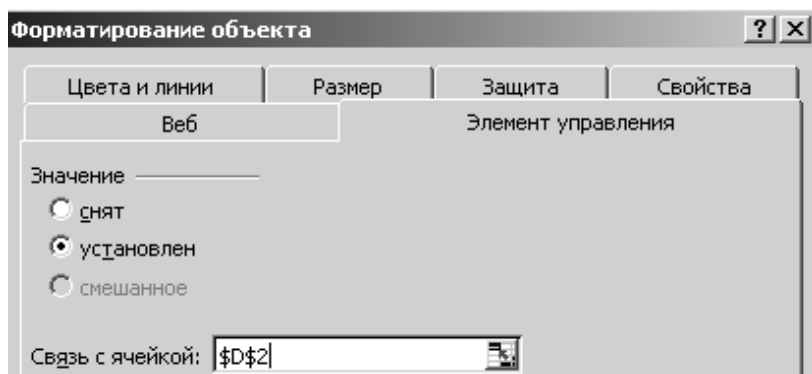 Форматирование объекта
Цвета и линии Размер Защита Свойства
Веб Элемент управления
Значение
снят
установлен
смешанное
Связь с ячейкой: $D$2